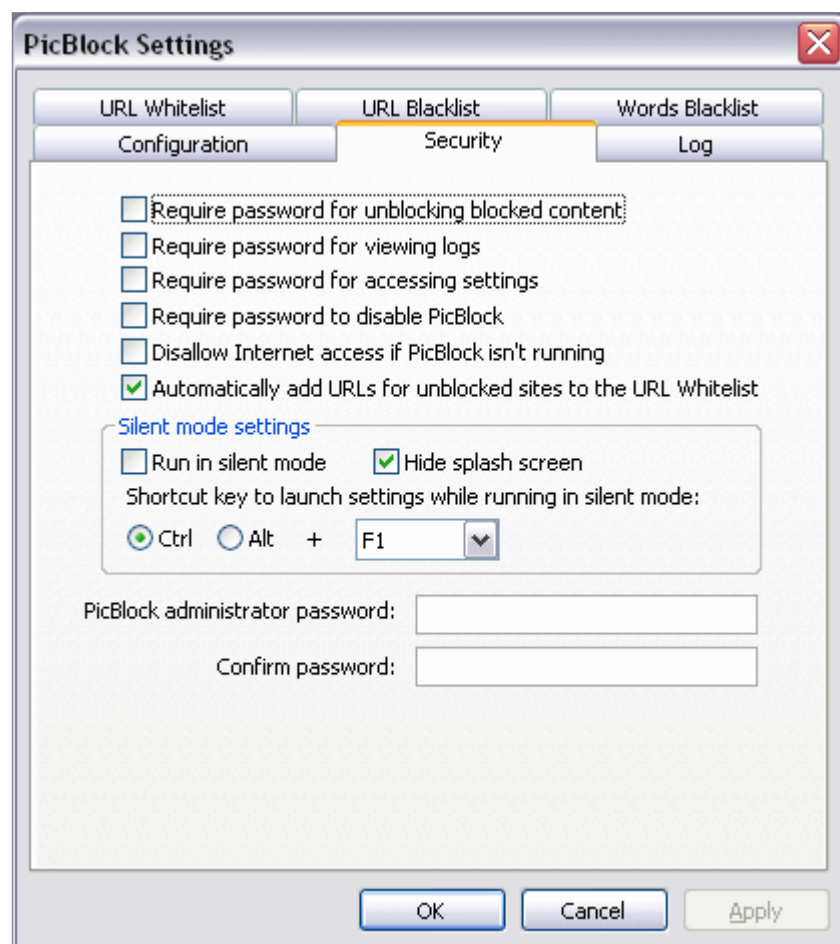 PicBlock Settings
URL Whitelist URL Blacklist Words Blacklist
Configuration Security Log
Require password for unblocking blocked content
Require password for viewing logs
Require password for accessing settings
Require password to disable PicBlock
Disallow Internet access if PicBlock isn't running
Automatically add URLs for unblocked sites to the URL Whitelist
Silent mode settings
Run in silent mode Hide splash screen
Shortcut key to launch settings while running in silent mode:
Ctrl Alt + F1
PicBlock administrator password:
Confirm password:
OK Cancel Apply